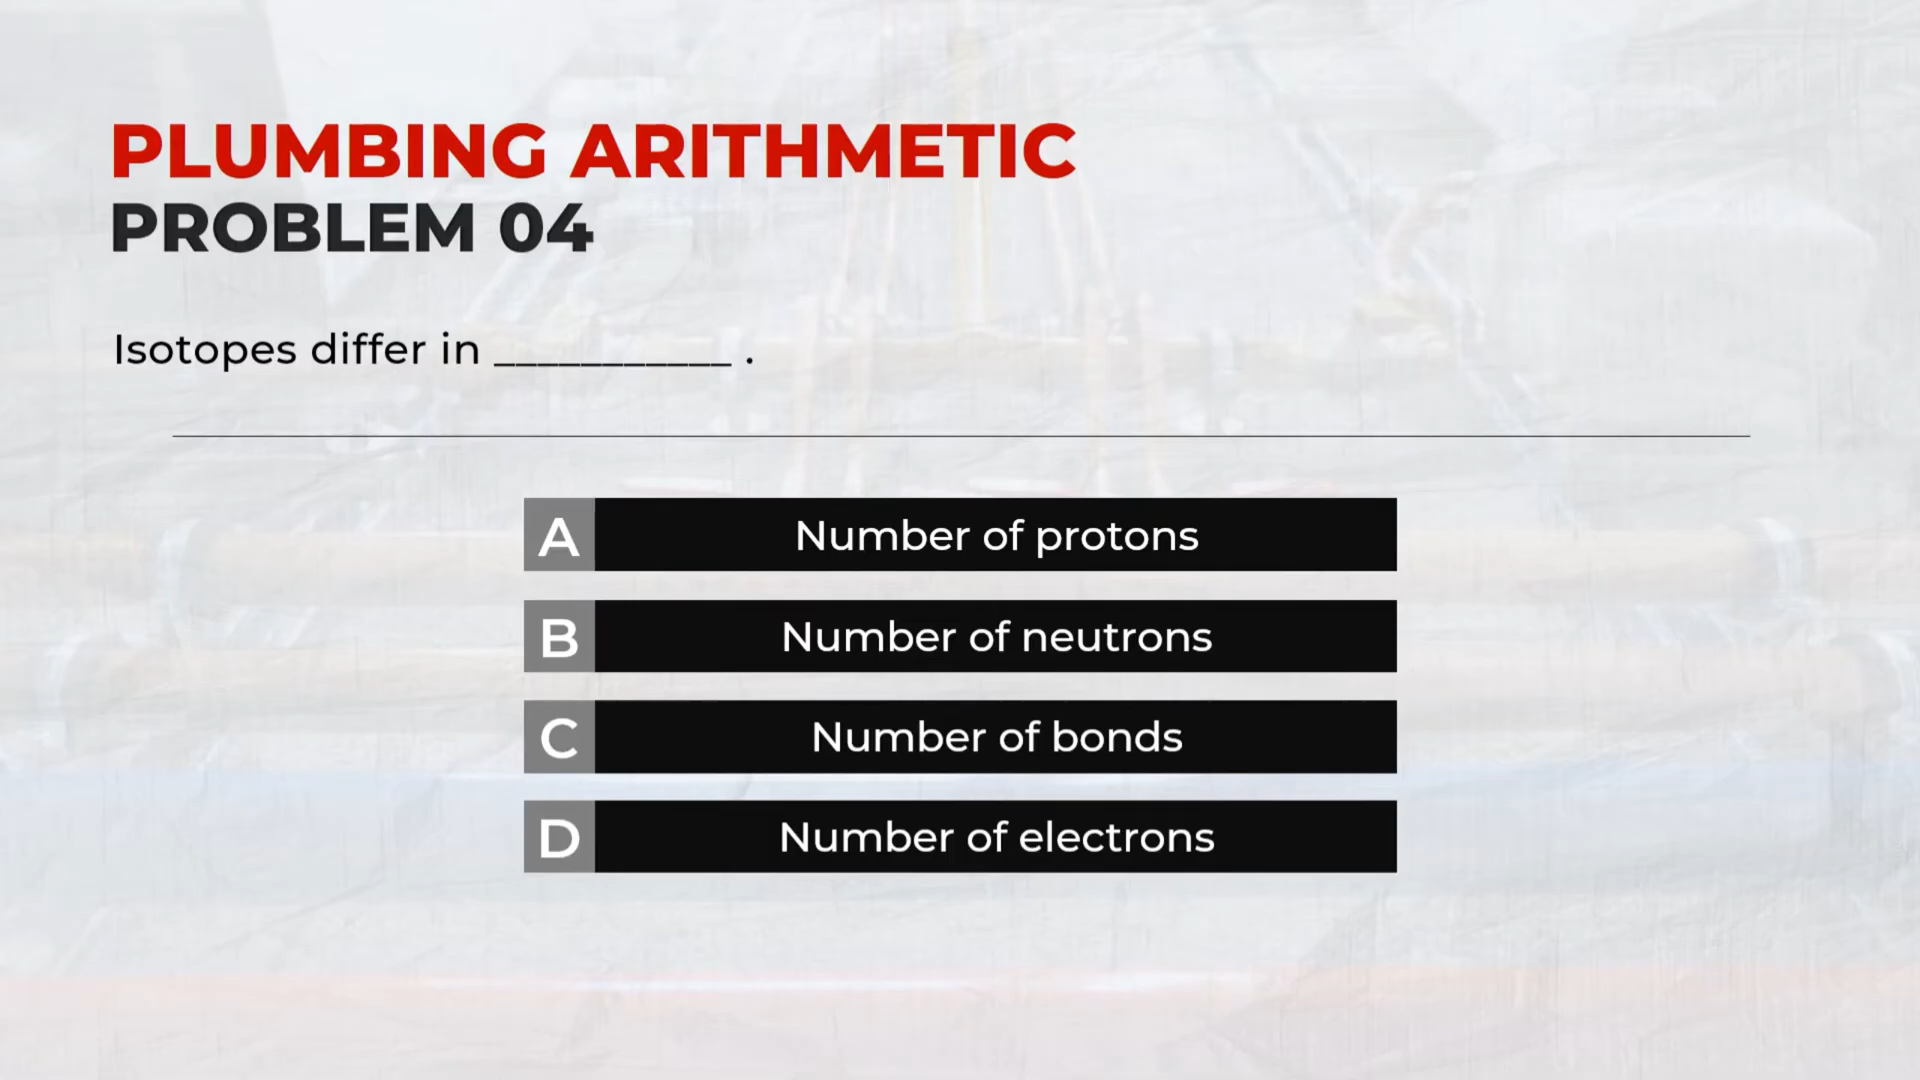 PLUMBING ARITHMETIC
PROBLEM 04
Isotopes differ in ___________ .
A Number of protons
B Number of neutrons
C Number of bonds
D Number of electrons